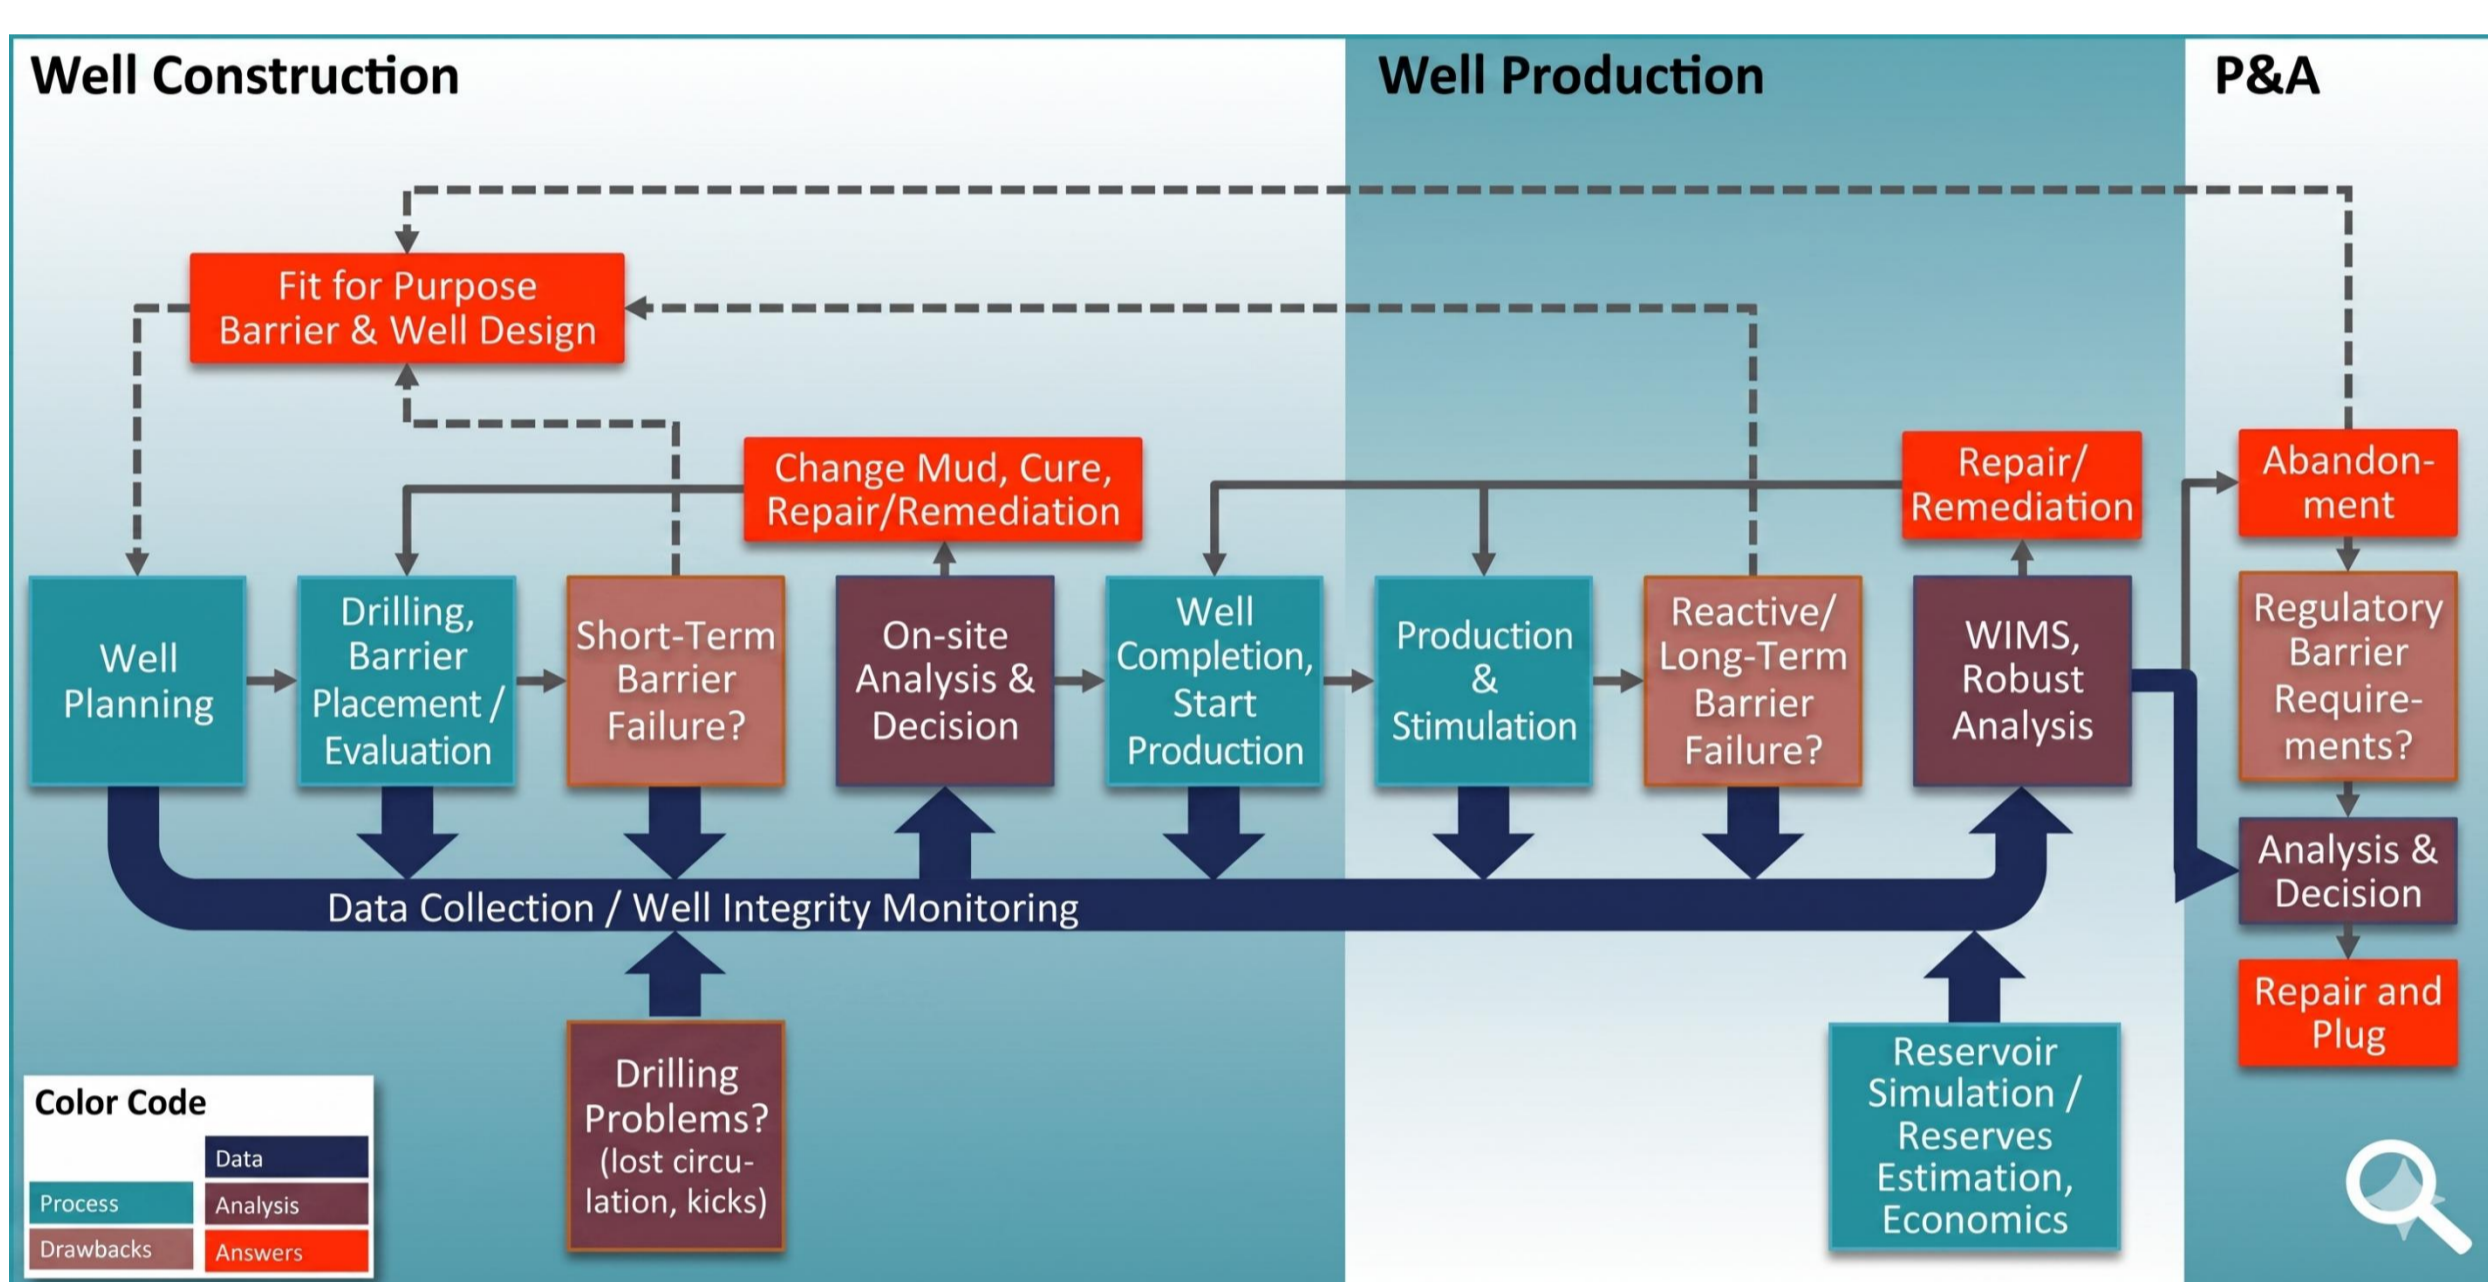 Well Construction
Well Production
P&A
Fit for Purpose
Barrier & Well Design
Change Mud, Cure,
Repair/Remediation
Repair/
Remediation
Abandon-
ment
Well
Planning
Drilling,
Barrier
Placement /
Evaluation
Short-Term
Barrier
Failure?
On-site
Analysis &
Decision
Well
Completion,
Start
Production
Production
&
Stimulation
Reactive/
Long-Term
Barrier
Failure?
WIMS,
Robust
Analysis
Regulatory
Barrier
Require-
ments?
Analysis &
Decision
Repair and
Plug
Data Collection / Well Integrity Monitoring
Drilling
Problems?
(lost circu-
lation, kicks)
Reservoir
Simulation /
Reserves
Estimation,
Economics
Color Code
Data
Process
Analysis
Drawbacks
Answers